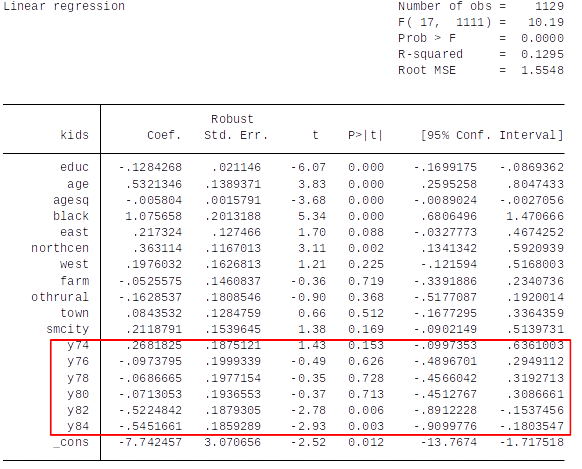 Linear regression Number of obs = 1129
F( 17, 1111) = 10.19
Prob > F = 0.0000
R-squared = 0.1295
Root MSE = 1.5548
Robust
kids Coef. Std. Err. t P>|t| [95% Conf. Interval]
educ -.1284268 .021146 -6.07 0.000 -.1699175 -.0869362
age .5321346 .1389371 3.83 0.000 .2595258 .8047433
agesq -.005804 .0015791 -3.68 0.000 -.0089024 -.0027056
black 1.075658 .2013188 5.34 0.000 .6806496 1.470666
east .217324 .127466 1.70 0.088 -.0327773 .4674252
northcen .363114 .1167013 3.11 0.002 .1341342 .5920939
west .1976032 .1626813 1.21 0.225 -.121594 .5168003
farm -.0525575 .1460837 -0.36 0.719 -.3391886 .2340736
othrural -.1628537 .1808546 -0.90 0.368 -.5177087 .1920014
town .0843532 .1284759 0.66 0.512 -.1677295 .3364359
smcity .2118791 .1539645 1.38 0.169 -.0902149 .5139731
y74 .2681825 .1875121 1.43 0.153 -.0997353 .6361003
y76 -.0973795 .1999339 -0.49 0.626 -.4896701 .2949112
y78 -.0686665 .1977154 -0.35 0.728 -.4566042 .3192713
y80 -.0713053 .1936553 -0.37 0.713 -.4512767 .3086661
y82 -.5224842 .1879305 -2.78 0.006 -.8912228 -.1537456
y84 -.5451661 .1859289 -2.93 0.003 -.9099776 -.1803547
_cons -7.742457 3.070656 -2.52 0.012 -13.7674 -1.717518